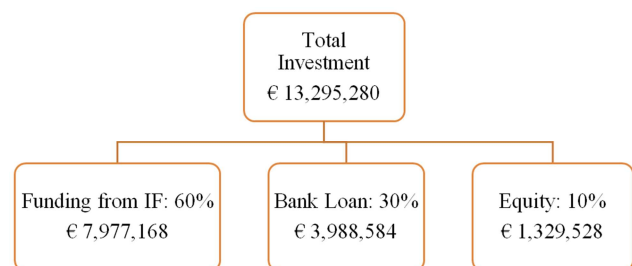 Total
Investment
€ 13,295,280
Funding from IF: 60%
€ 7,977,168
Bank Loan: 30%
€ 3,988,584
Equity: 10%
€ 1,329,528